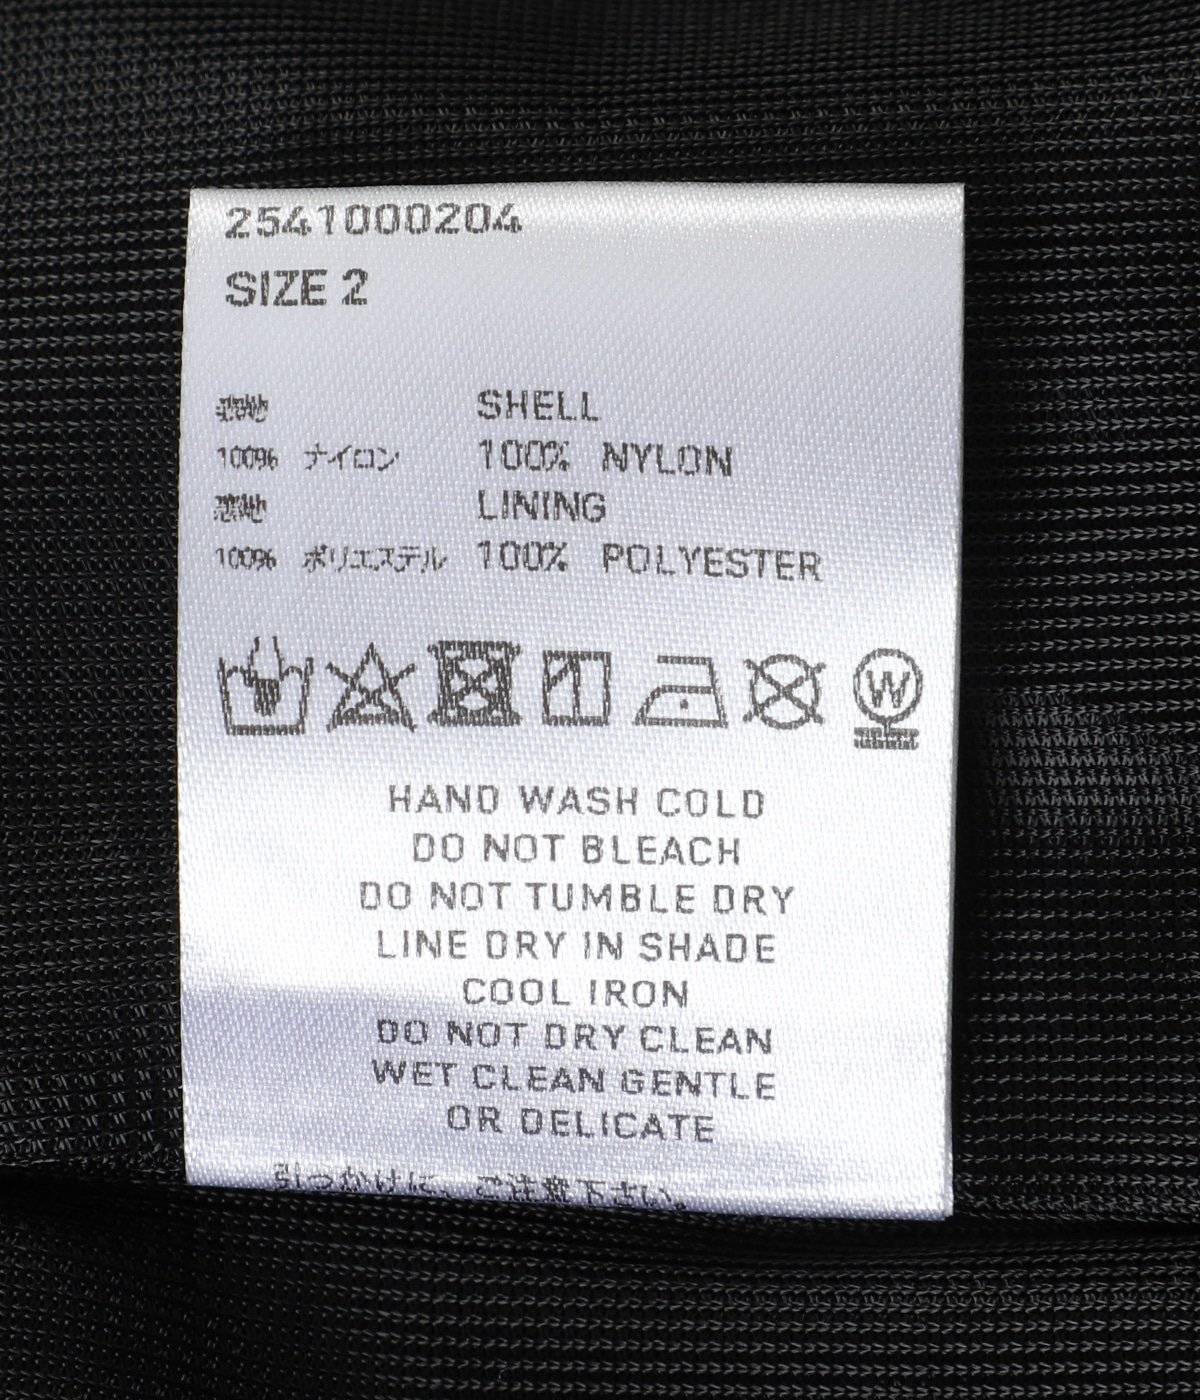 2541000204
SIZE 2
表地 SHELL
100% ナイロン 100% NYLON
裏地 LINING
100% ポリエステル 100% POLYESTER
W
HAND WASH COLD
DO NOT BLEACH
DO NOT TUMBLE DRY
LINE DRY IN SHADE
COOL IRON
DO NOT DRY CLEAN
WET CLEAN GENTLE
OR DELICATE
引っかけに、ご注意下さい。